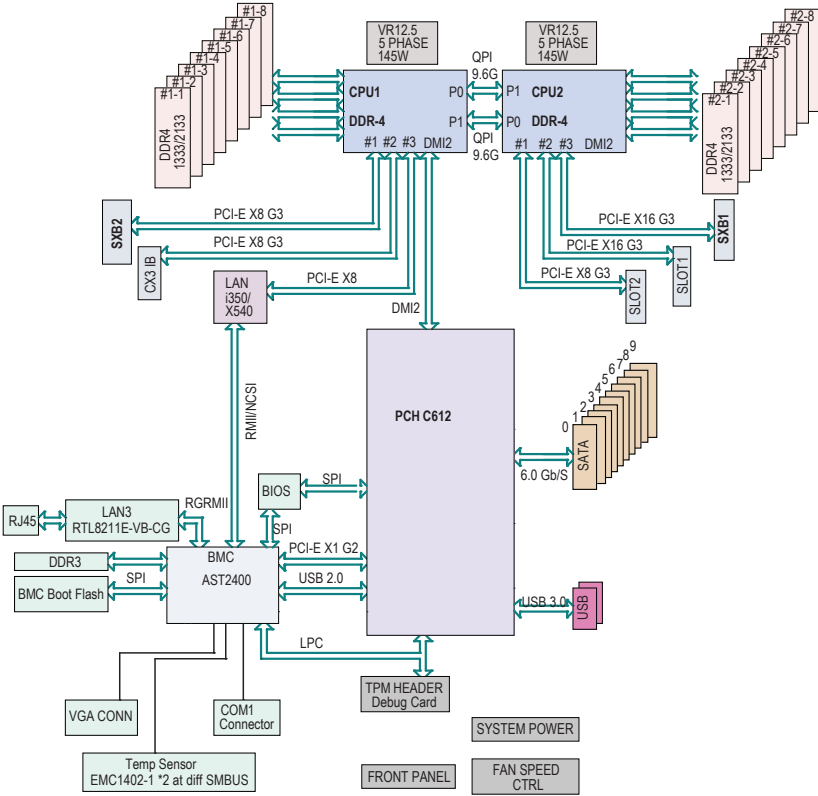 #1-8
#1-7
#1-6
#1-5
#1-4
#1-3
#1-2
#1-1
DDR4
1333/2133
VR12.5
5 PHASE
145W
QPI
9.6G
VR12.5
5 PHASE
145W
#2-8
#2-7
#2-6
#2-5
#2-4
#2-3
#2-2
#2-1
DDR4
1333/2133
CPU1
P0
DDR-4
P1
#1 #2 #3 DMI2
P1
CPU2
P0
DDR-4
#1 #2 #3 DMI2
QPI
9.6G
SXB2
PCI-E X8 G3
PCI-E X8 G3
CX3 IB
LAN
i350/
X540
PCI-E X8
DMI2
PCI-E X16 G3
SXB1
PCI-E X16 G3
SLOT1
PCI-E X8 G3
SLOT2
RMII/NCSI
PCH C612
0 1 2 3 4 5 6 7 8 9
SATA
6.0 Gb/S
BIOS
SPI
SPI
RJ45
LAN3
RTL8211E-VB-CG
RGRMII
DDR3
SPI
BMC Boot Flash
BMC
AST2400
PCI-E X1 G2
USB 2.0
USB 3.0
USB
LPC
TPM HEADER
Debug Card
VGA CONN
COM1
Connector
Temp Sensor
EMC1402-1 *2 at diff SMBUS
SYSTEM POWER
FRONT PANEL
FAN SPEED
CTRL